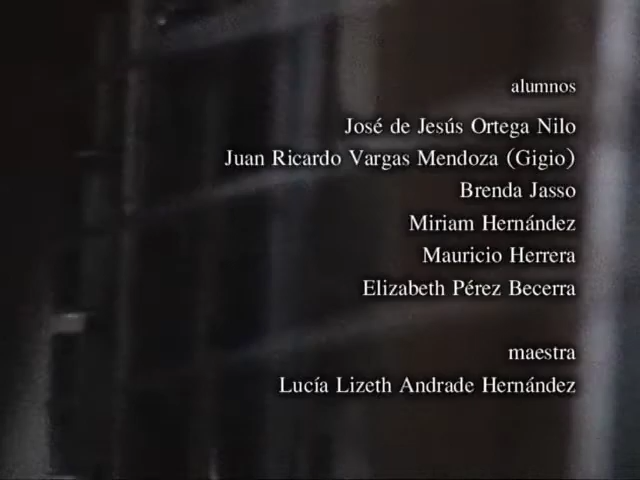 alumnos
José de Jesús Ortega Nilo
Juan Ricardo Vargas Mendoza (Gigio)
Brenda Jasso
Miriam Hernández
Mauricio Herrera
Elizabeth Pérez Becerra
maestra
Lucía Lizeth Andrade Hernández